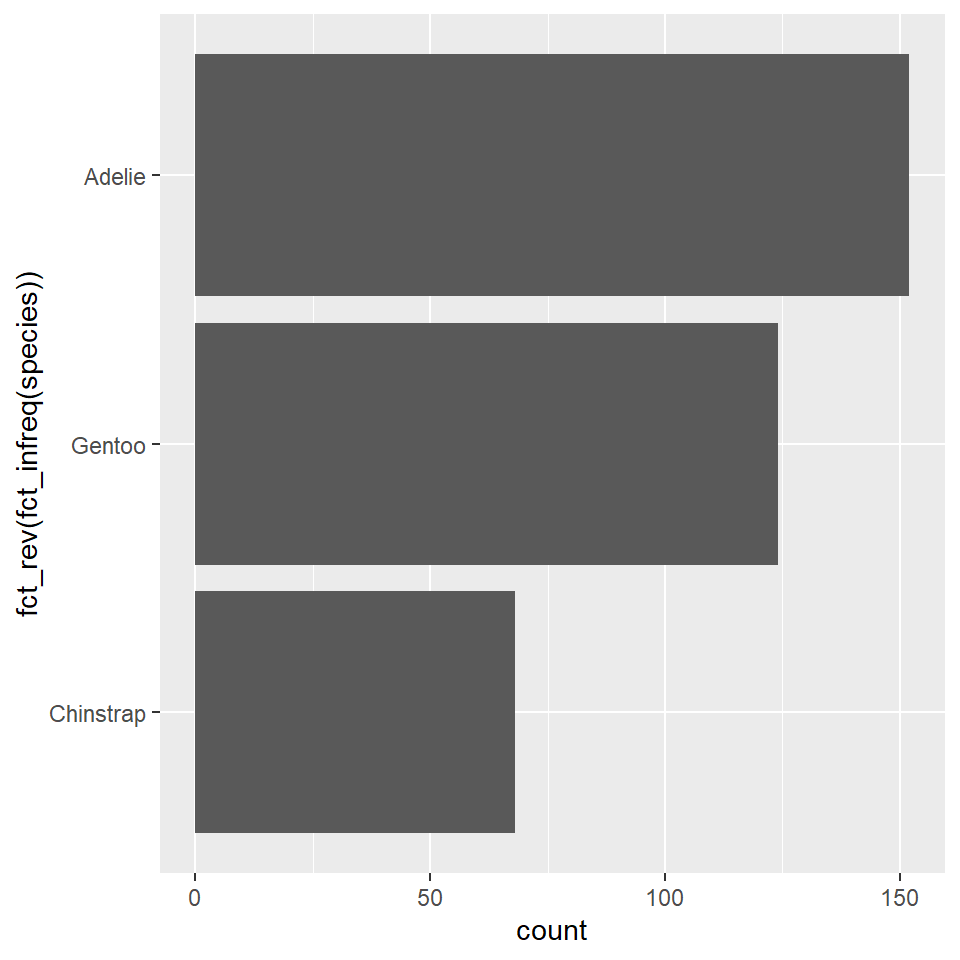 fct_rev(fct_infreq(species))
Adelie
Gentoo
Chinstrap
0 50 100 150
count